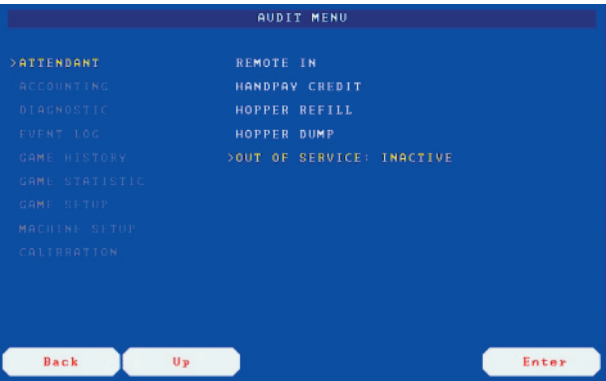 AUDIT MENU
>ATTENDANT
ACCOUNTING
DIAGNOSTIC
EVENT LOG
GAME HISTORY
GAME STATISTIC
GAME SETUP
MACHINE SETUP
CALIBRATION
REMOTE IN
HANDPAY CREDIT
HOPPER REFILL
HOPPER DUMP
>OUT OF SERVICE: INACTIVE
Back
Up
Enter